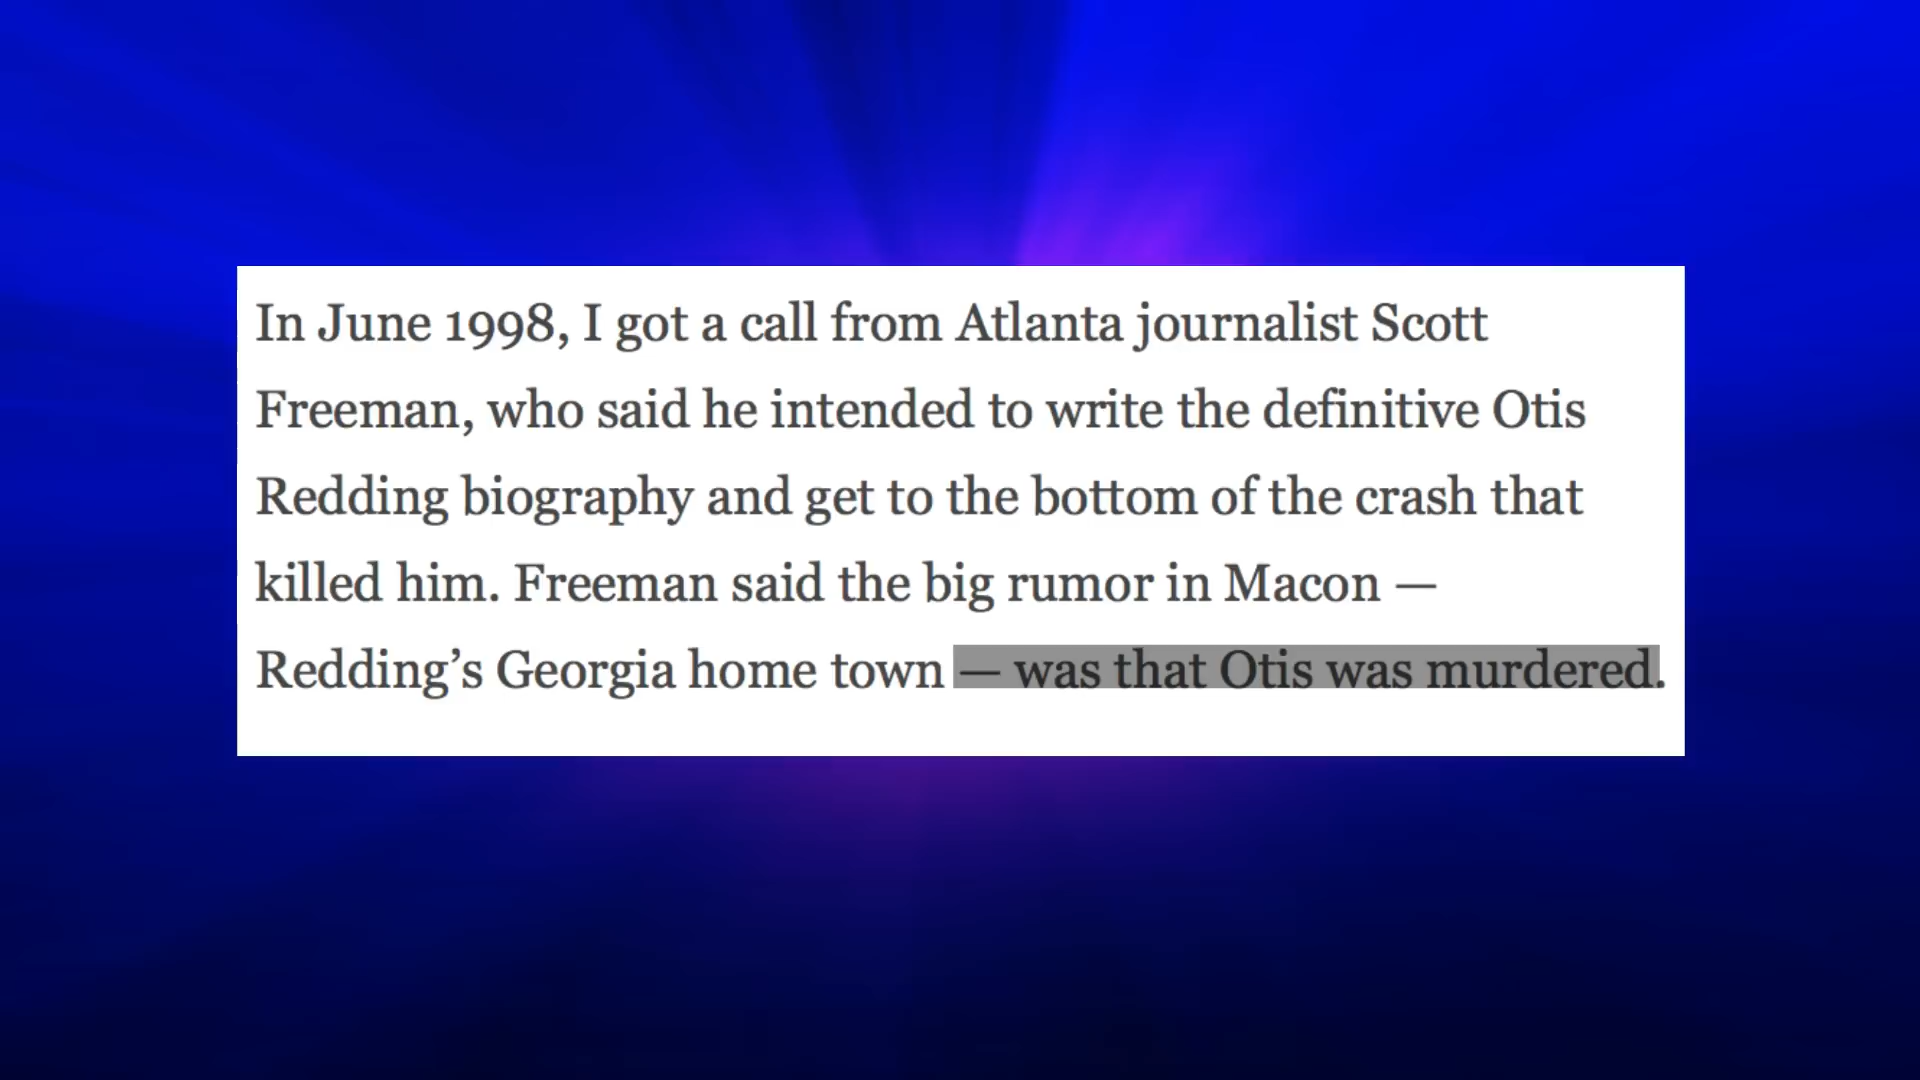 In June 1998, I got a call from Atlanta journalist Scott
Freeman, who said he intended to write the definitive Otis
Redding biography and get to the bottom of the crash that
killed him. Freeman said the big rumor in Macon —
Redding’s Georgia home town — was that Otis was murdered.